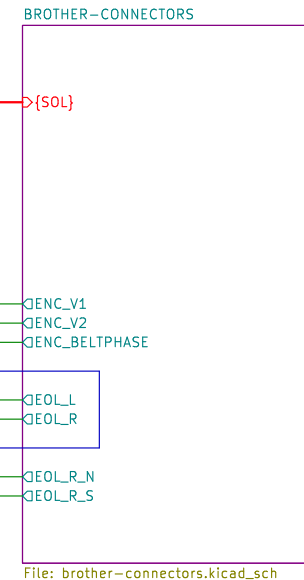 BROTHER-CONNECTORS
{SOL}
ENC_V1
ENC_V2
ENC_BELTPHASE
EOL_L
EOL_R
EOL_R_N
EOL_R_S
File: brother-connectors.kicad_sch